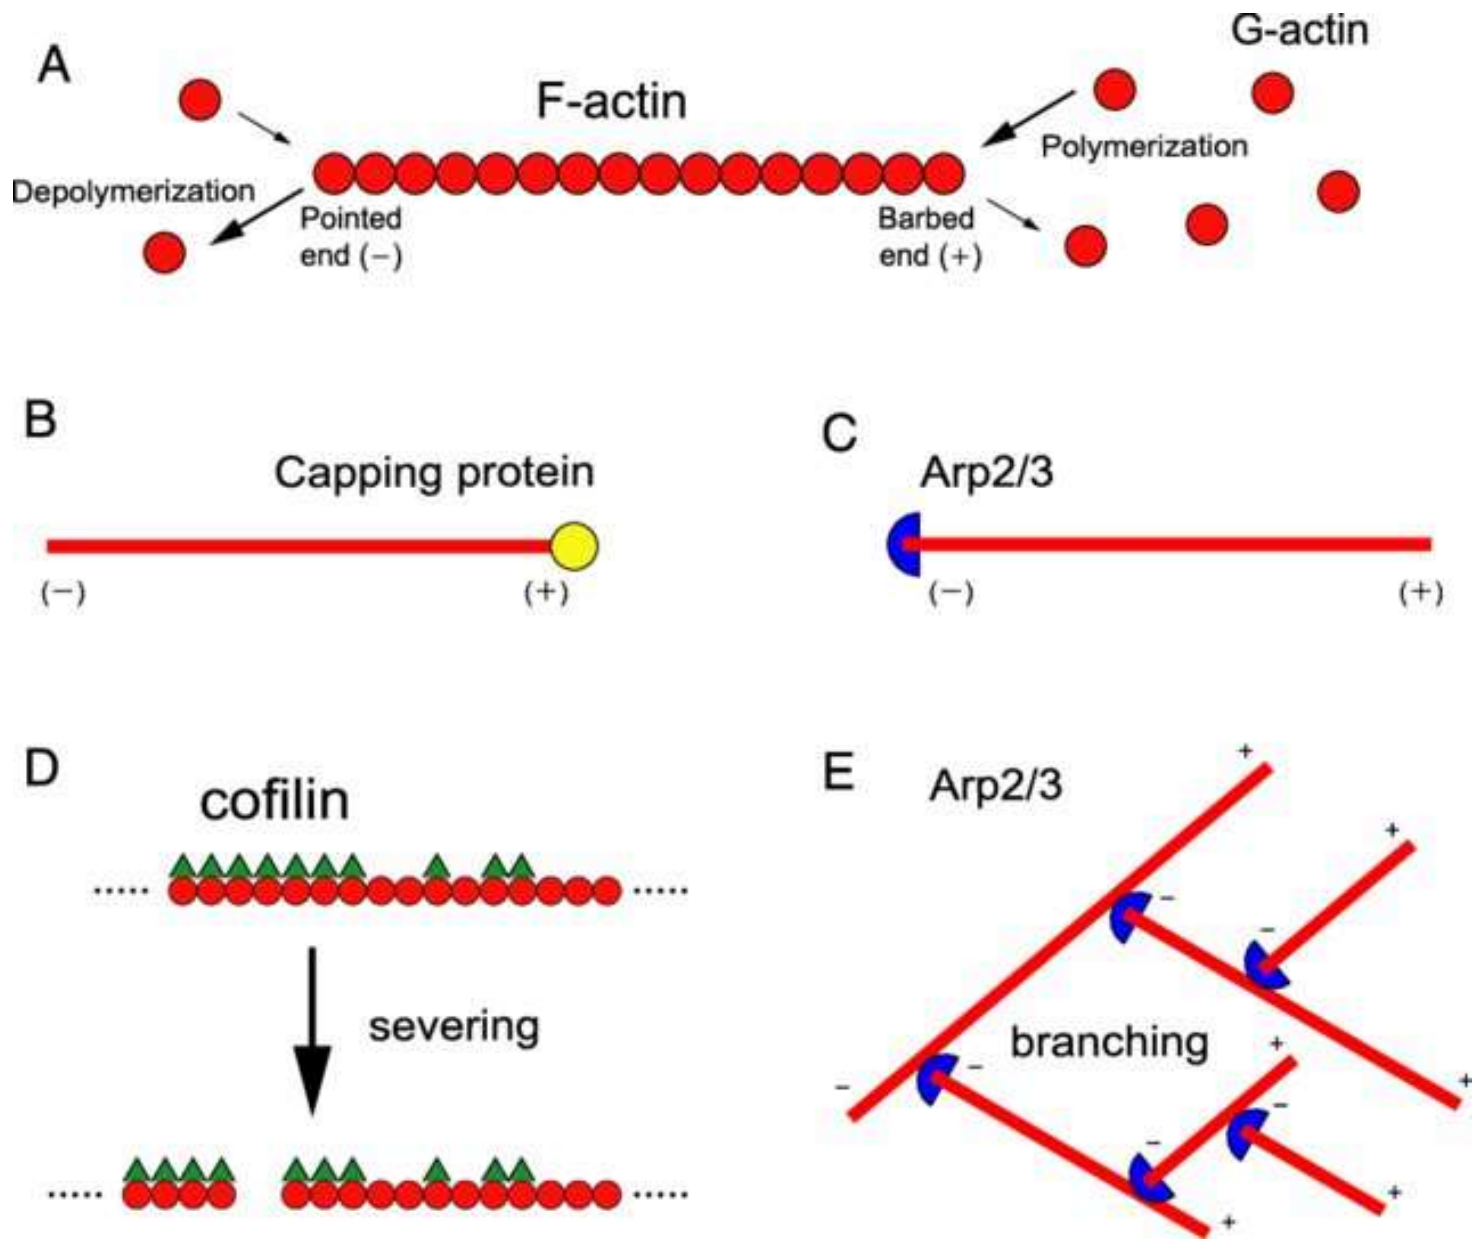 A
G-actin
F-actin
Polymerization
Depolymerization
Pointed
end (−)
Barbed
end (+)
B
Capping protein
(−)
(+)
C
Arp2/3
(−)
(+)
D
cofilin
.....
.....
severing
.....
.....
E
Arp2/3
+
+
−
−
branching
+
−
−
+
−
−
+
+